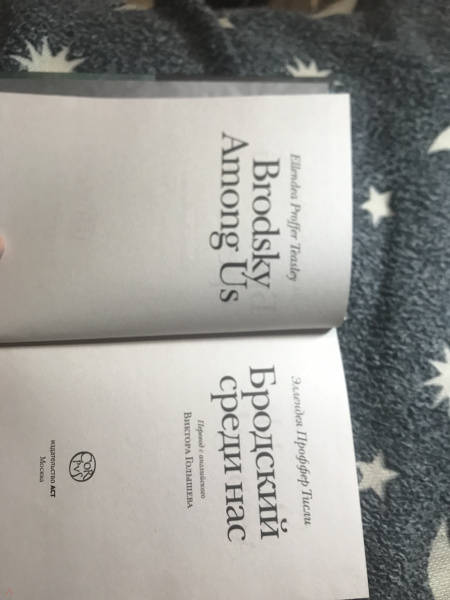 Ellendea Proffer Teasley
Brodsky
Among Us
Эллендея Проффер Тисли
Бродский
среди нас
Перевод с английского
Виктора Голышева
CORPVS
издательство АСТ
Москва